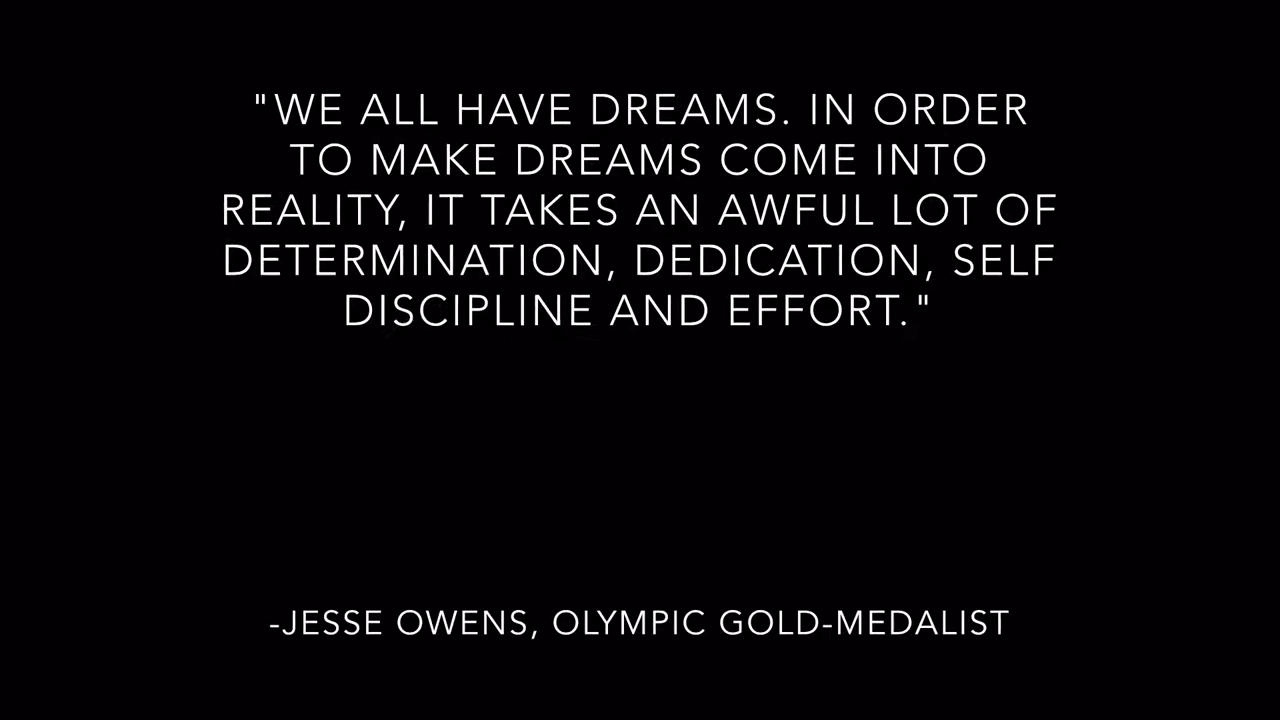 "WE ALL HAVE DREAMS. IN ORDER
TO MAKE DREAMS COME INTO
REALITY, IT TAKES AN AWFUL LOT OF
DETERMINATION, DEDICATION, SELF
DISCIPLINE AND EFFORT."
-JESSE OWENS, OLYMPIC GOLD-MEDALIST